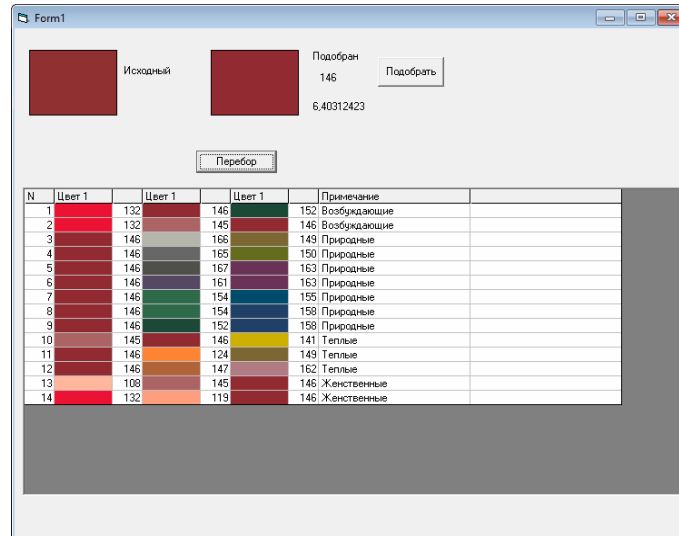 Form1
Исходный
Подобран
146
Подобрать
6,40312423
Перебор
N Цвет 1 Цвет 1 Цвет 1 Примечание
1 132 146 152 Возбуждающие
2 132 145 146 Возбуждающие
3 146 166 149 Природные
4 146 165 150 Природные
5 146 167 163 Природные
6 146 161 163 Природные
7 146 154 155 Природные
8 146 154 158 Природные
9 146 152 158 Природные
10 145 146 141 Теплые
11 146 124 149 Теплые
12 146 147 162 Теплые
13 108 145 146 Женственные
14 132 119 146 Женственные